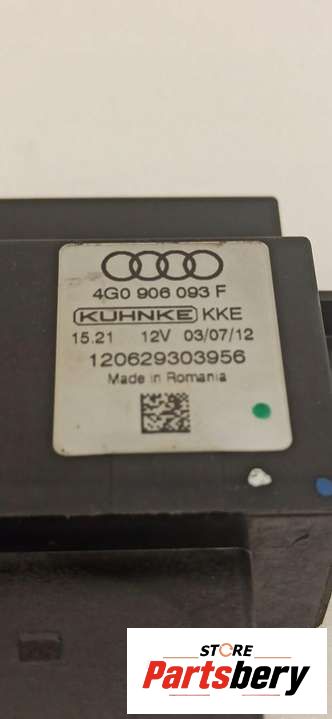 4G0 906 093 F
KUHNKE KKE
15.21 12V 03/07/12
120629303956
Made in Romania
STORE
Partsbery